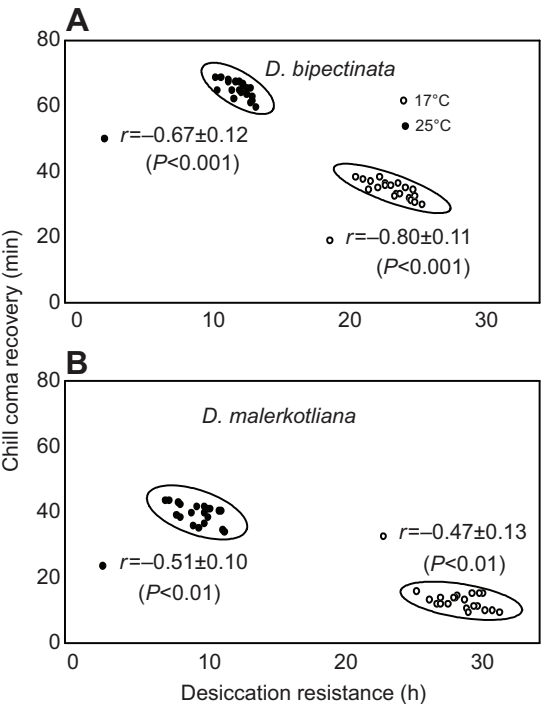 A
80
60
40
20
0
D. bipectinata
17°C
25°C
r=–0.67±0.12
(P<0.001)
r=–0.80±0.11
(P<0.001)
0 10 20 30
Chill coma recovery (min)
B
80
60
40
20
0
D. malerkotliana
r=–0.47±0.13
(P<0.01)
r=–0.51±0.10
(P<0.01)
0 10 20 30
Desiccation resistance (h)